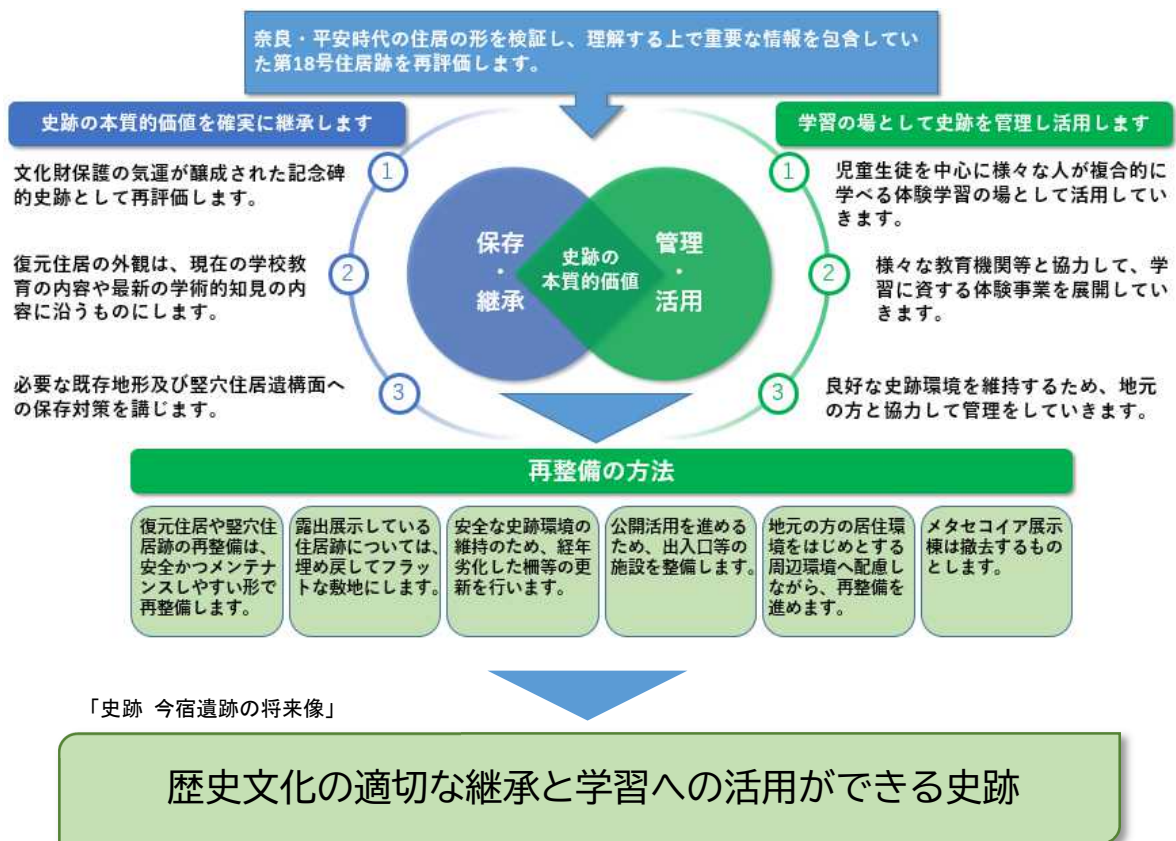 奈良・平安時代の住居の形を検証し、理解する上で重要な情報を包含してい
た第18号住居跡を再評価します。
史跡の本質的価値を確実に継承します
1
文化財保護の気運が醸成された記念碑
的史跡として再評価します。
2
復元住居の外観は、現在の学校教
育の内容や最新の学術的知見の内
容に沿うものにします。
3
必要な既存地形及び竪穴住居遺構面へ
の保存対策を講じます。
保存
・
継承
史跡の
本質的価値
管理
・
活用
学習の場として史跡を管理し活用します
1
児童生徒を中心に様々な人が複合的に
学べる体験学習の場として活用してい
きます。
2
様々な教育機関等と協力して、学
習に資する体験事業を展開してい
きます。
3
良好な史跡環境を維持するため、地元
の方と協力して管理をしていきます。
再整備の方法
復元住居や竪穴住
居跡の再整備は、
安全かつメンテナ
ンスしやすい形で
再整備します。
露出展示している
住居跡については、
埋め戻してフラッ
トな敷地にします。
安全な史跡環境の
維持のため、経年
劣化した柵等の更
新を行います。
公開活用を進める
ため、出入口等の
施設を整備します。
地元の方の居住環
境をはじめとする
周辺環境へ配慮し
ながら、再整備を
進めます。
メタセコイア展示
棟は撤去するもの
とします。
「史跡 今宿遺跡の将来像」
歴史文化の適切な継承と学習への活用ができる史跡